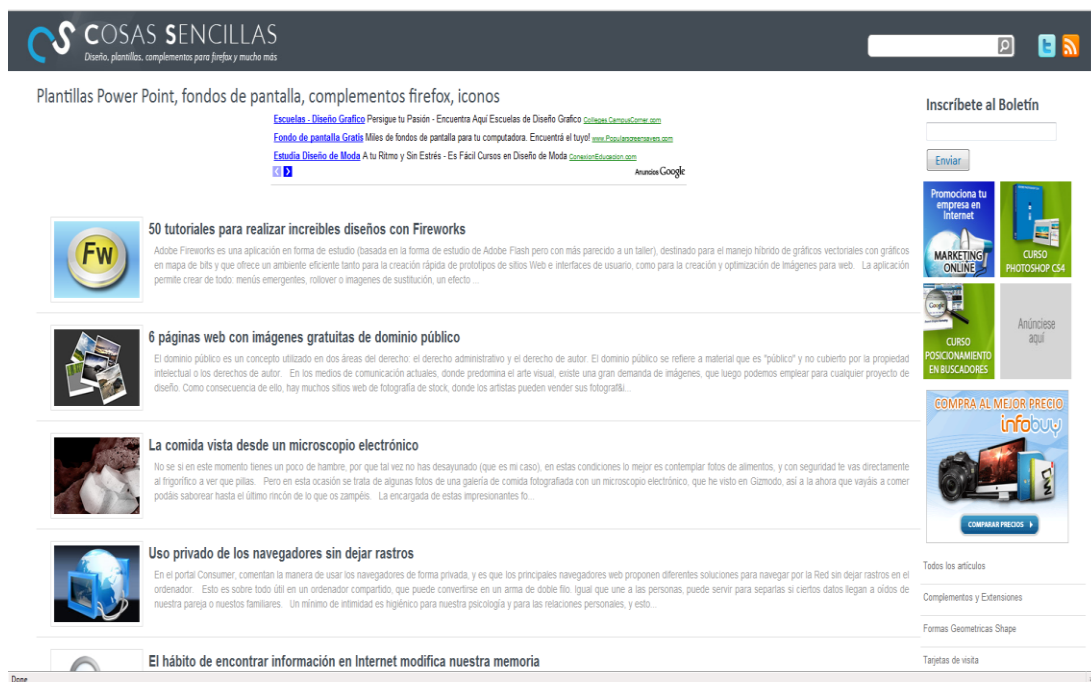 COSAS SENCILLAS
Diseño, plantillas, complementos para firefox y mucho más
Plantillas Power Point, fondos de pantalla, complementos firefox, iconos
Escuelas - Diseño Grafico Persigue tu Pasión - Encuentra Aquí Escuelas de Diseño Grafico Colleges.CampusCorner.com
Fondo de pantalla Gratis Miles de fondos de pantalla para tu computadora. Encuentrá el tuyo! www.Popularscreensavers.com
Estudia Diseño de Moda A tu Ritmo y Sin Estrés - Es Fácil Cursos en Diseño de Moda ConexionEducacion.com
Anuncios Google
50 tutoriales para realizar increibles diseños con Fireworks
Adobe Fireworks es una aplicación en forma de estudio (basada en la forma de estudio de Adobe Flash pero con más parecido a un taller), destinado para el manejo híbrido de gráficos vectoriales con gráficos
en mapa de bits y que ofrece un ambiente eficiente tanto para la creación rápida de prototipos de sitios Web e interfaces de usuario, como para la creación y optimización de Imágenes para web. La aplicación
permite crear de todo: menús emergentes, rollover o imagenes de sustitución, un efecto ...
Fw
6 páginas web con imágenes gratuitas de dominio público
El dominio público es un concepto utilizado en dos áreas del derecho: el derecho administrativo y el derecho de autor. El dominio público se refiere a material que es "público" y no cubierto por la propiedad
intelectual o los derechos de autor. En los medios de comunicación actuales, donde predomina el arte visual, existe una gran demanda de imágenes, que luego podemos emplear para cualquier proyecto de
diseño. Como consecuencia de ello, hay muchos sitios web de fotografía de stock, donde los artistas pueden vender sus fotograf&i...
La comida vista desde un microscopio electrónico
No se si en este momento tienes un poco de hambre, por que tal vez no has desayunado (que es mi caso), en estas condiciones lo mejor es contemplar fotos de alimentos, y con seguridad te vas directamente
al frigorífico a ver que pillas. Pero en esta ocasión se trata de algunas fotos de una galería de comida fotografiada con un microscopio electrónico, que he visto en Gizmodo, así a la ahora que vayáis a comer
podáis saborear hasta el último rincón de lo que os zampéis. La encargada de estas impresionantes fo...
Uso privado de los navegadores sin dejar rastros
En el portal Consumer, comentan la manera de usar los navegadores de forma privada, y es que los principales navegadores web proponen diferentes soluciones para navegar por la Red sin dejar rastros en el
ordenador. Esto es sobre todo útil en un ordenador compartido, que puede convertirse en un arma de doble filo. Igual que une a las personas, puede servir para separlas si ciertos datos llegan a oídos de
nuestra pareja o nuestos familiares. Un mínimo de intimidad es higiénico para nuestra psicología y para las relaciones personales, y esto...
El hábito de encontrar información en Internet modifica nuestra memoria
Inscríbete al Boletín
Enviar
Promociona tu
empresa en
Internet
MARKETING
ONLINE
CURSO
PHOTOSHOP CS4
Google
CURSO
POSICIONAMIENTO
EN BUSCADORES
Anúnciese
aquí
COMPRA AL MEJOR PRECIO
infobuy
COMPARAR PRECIOS
Todos los artículos
Complementos y Extensiones
Formas Geometricas Shape
Tarjetas de visita
Done